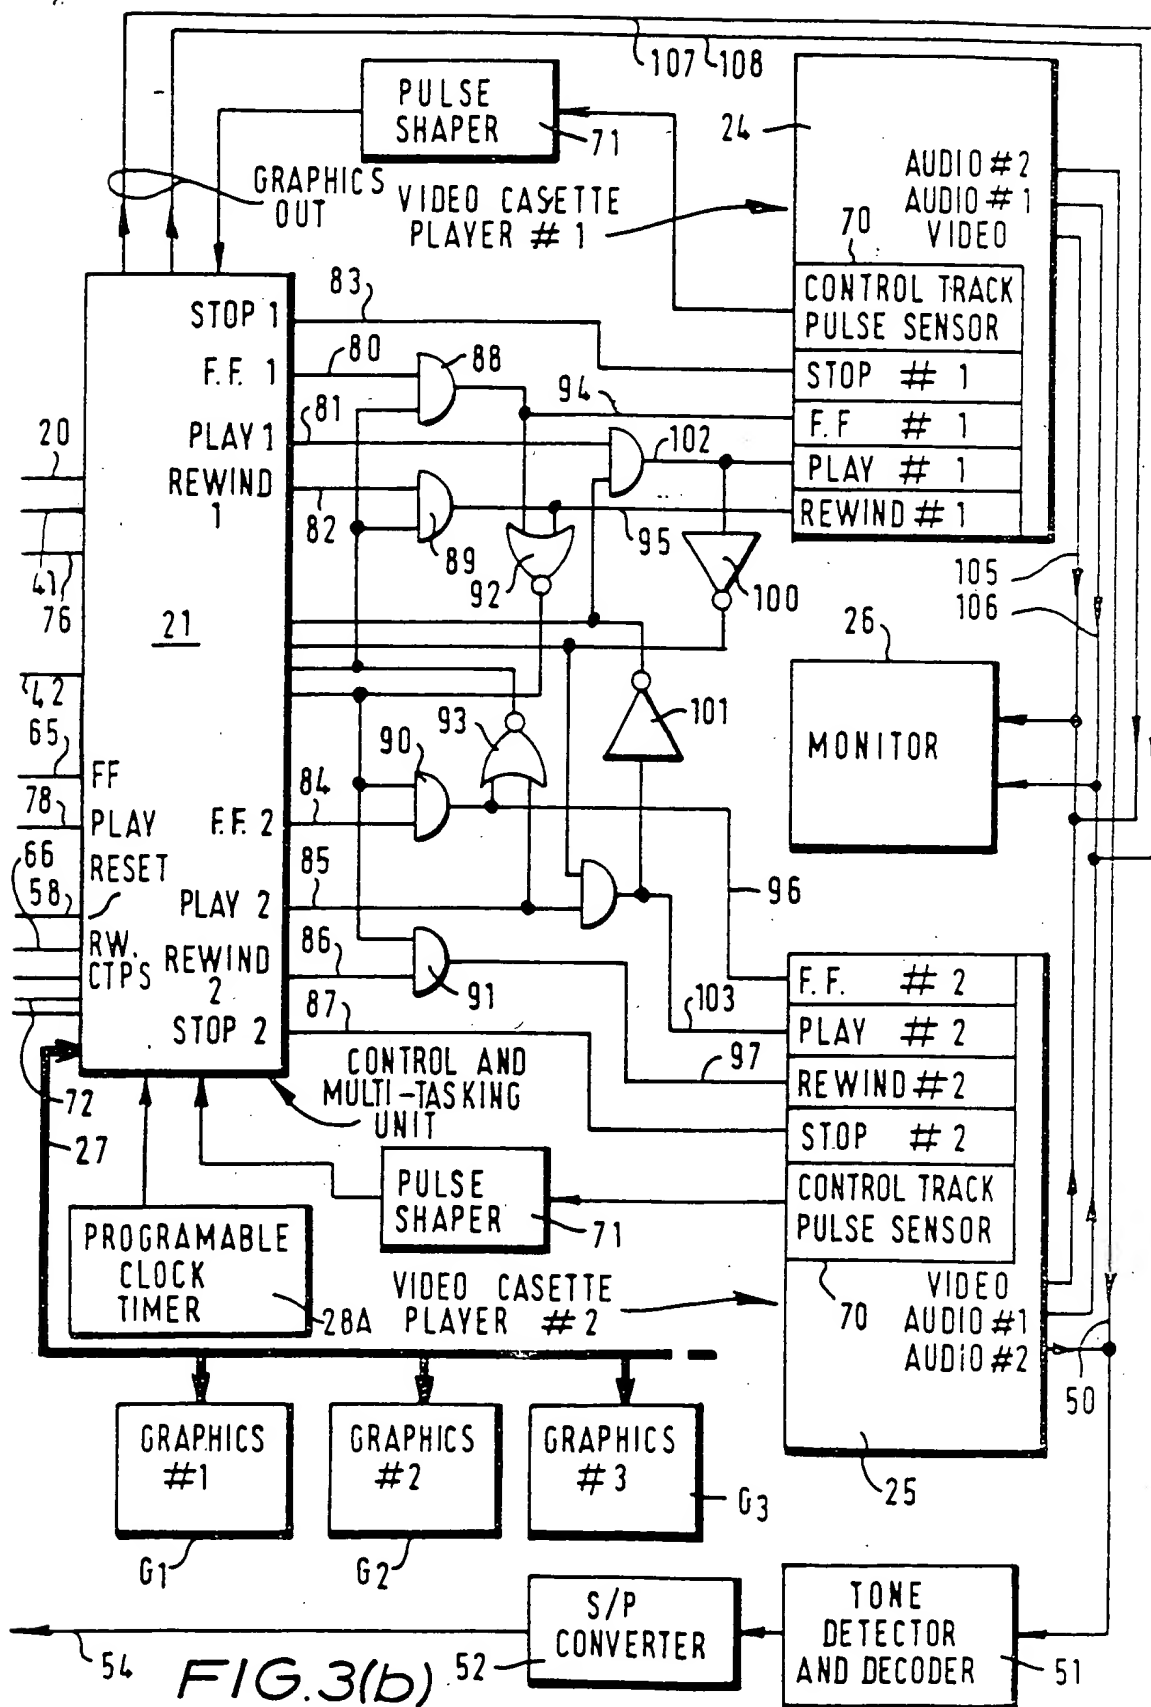 107 108
PULSE
SHAPER
71
24
AUDIO #2
AUDIO #1
VIDEO
GRAPHICS
OUT
VIDEO CASETTE
PLAYER # 1
70
CONTROL TRACK
PULSE SENSOR
STOP # 1
F.F # 1
PLAY # 1
REWIND # 1
STOP 1
83
F.F. 1
80
88
94
PLAY 1
81
102
REWIND
1
82
89
92
95
100
20
41
76
21
42
105
106
26
MONITOR
101
93
90
65
FF
78
PLAY
F.F. 2
84
66
RESET
58
85
PLAY 2
96
RW.
CTPS
REWIND
2
86
91
87
STOP 2
103
97
F.F. # 2
PLAY # 2
REWIND #2
STOP # 2
CONTROL TRACK
PULSE SENSOR
72
27
CONTROL AND
MULTI-TASKING
UNIT
PULSE
SHAPER
71
PROGRAMABLE
CLOCK
TIMER
28A
VIDEO CASETTE
PLAYER #2
70
VIDEO
AUDIO #1
AUDIO #2
50
25
GRAPHICS
#1
GRAPHICS
#2
GRAPHICS
#3
G1
G2
G3
S/P
CONVERTER
52
TONE
DETECTOR
AND DECODER
51
54
FIG.3(b)